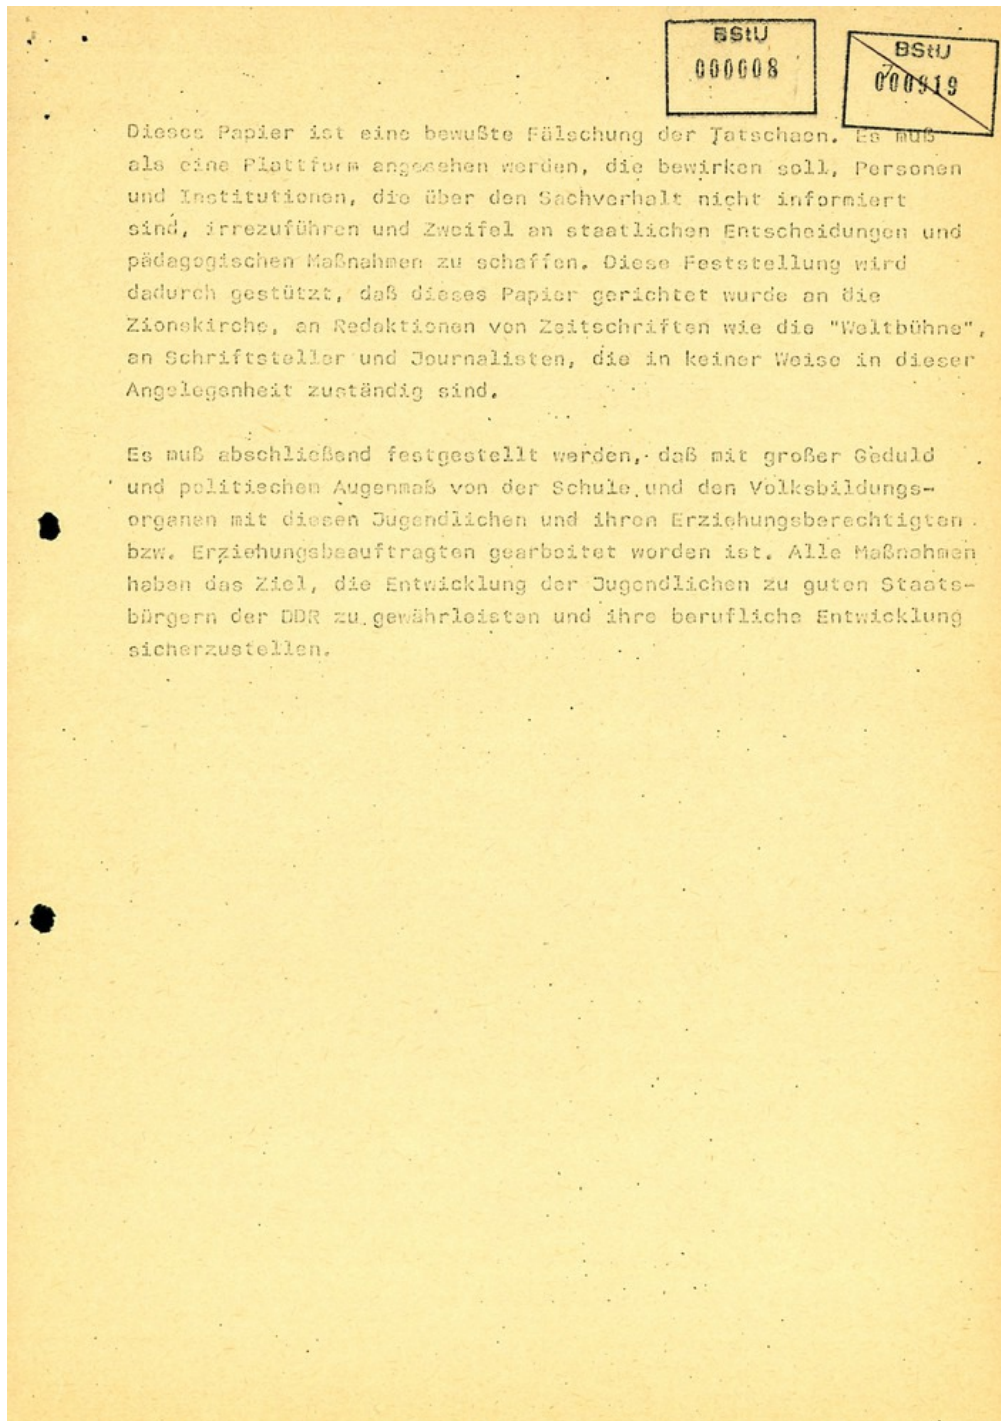 BStU
000008
BStU
000919
Dieses Papier ist eine bewußte Fälschung der Tatschaen. Es muß
als eine Plattform angesehen werden, die bewirken soll, Personen
und Institutionen, die über den Sachverhalt nicht informiert
sind, irrezuführen und Zweifel an staatlichen Entscheidungen und
pädagogischen Maßnahmen zu schaffen. Diese Feststellung wird
dadurch gestützt, daß dieses Papier gerichtet wurde an die
Zionskirche, an Redaktionen von Zeitschriften wie die "Weltbühne",
an Schriftsteller und Journalisten, die in keiner Weise in dieser
Angelegenheit zuständig sind.
Es muß abschließend festgestellt werden, daß mit großer Geduld
und politischem Augenmaß von der Schule und den Volksbildungs-
organen mit diesen Jugendlichen und ihren Erziehungsberechtigten
bzw. Erziehungsbeauftragten gearbeitet worden ist. Alle Maßnahmen
haben das Ziel, die Entwicklung der Jugendlichen zu guten Staats-
bürgern der DDR zu gewährleisten und ihre berufliche Entwicklung
sicherzustellen.